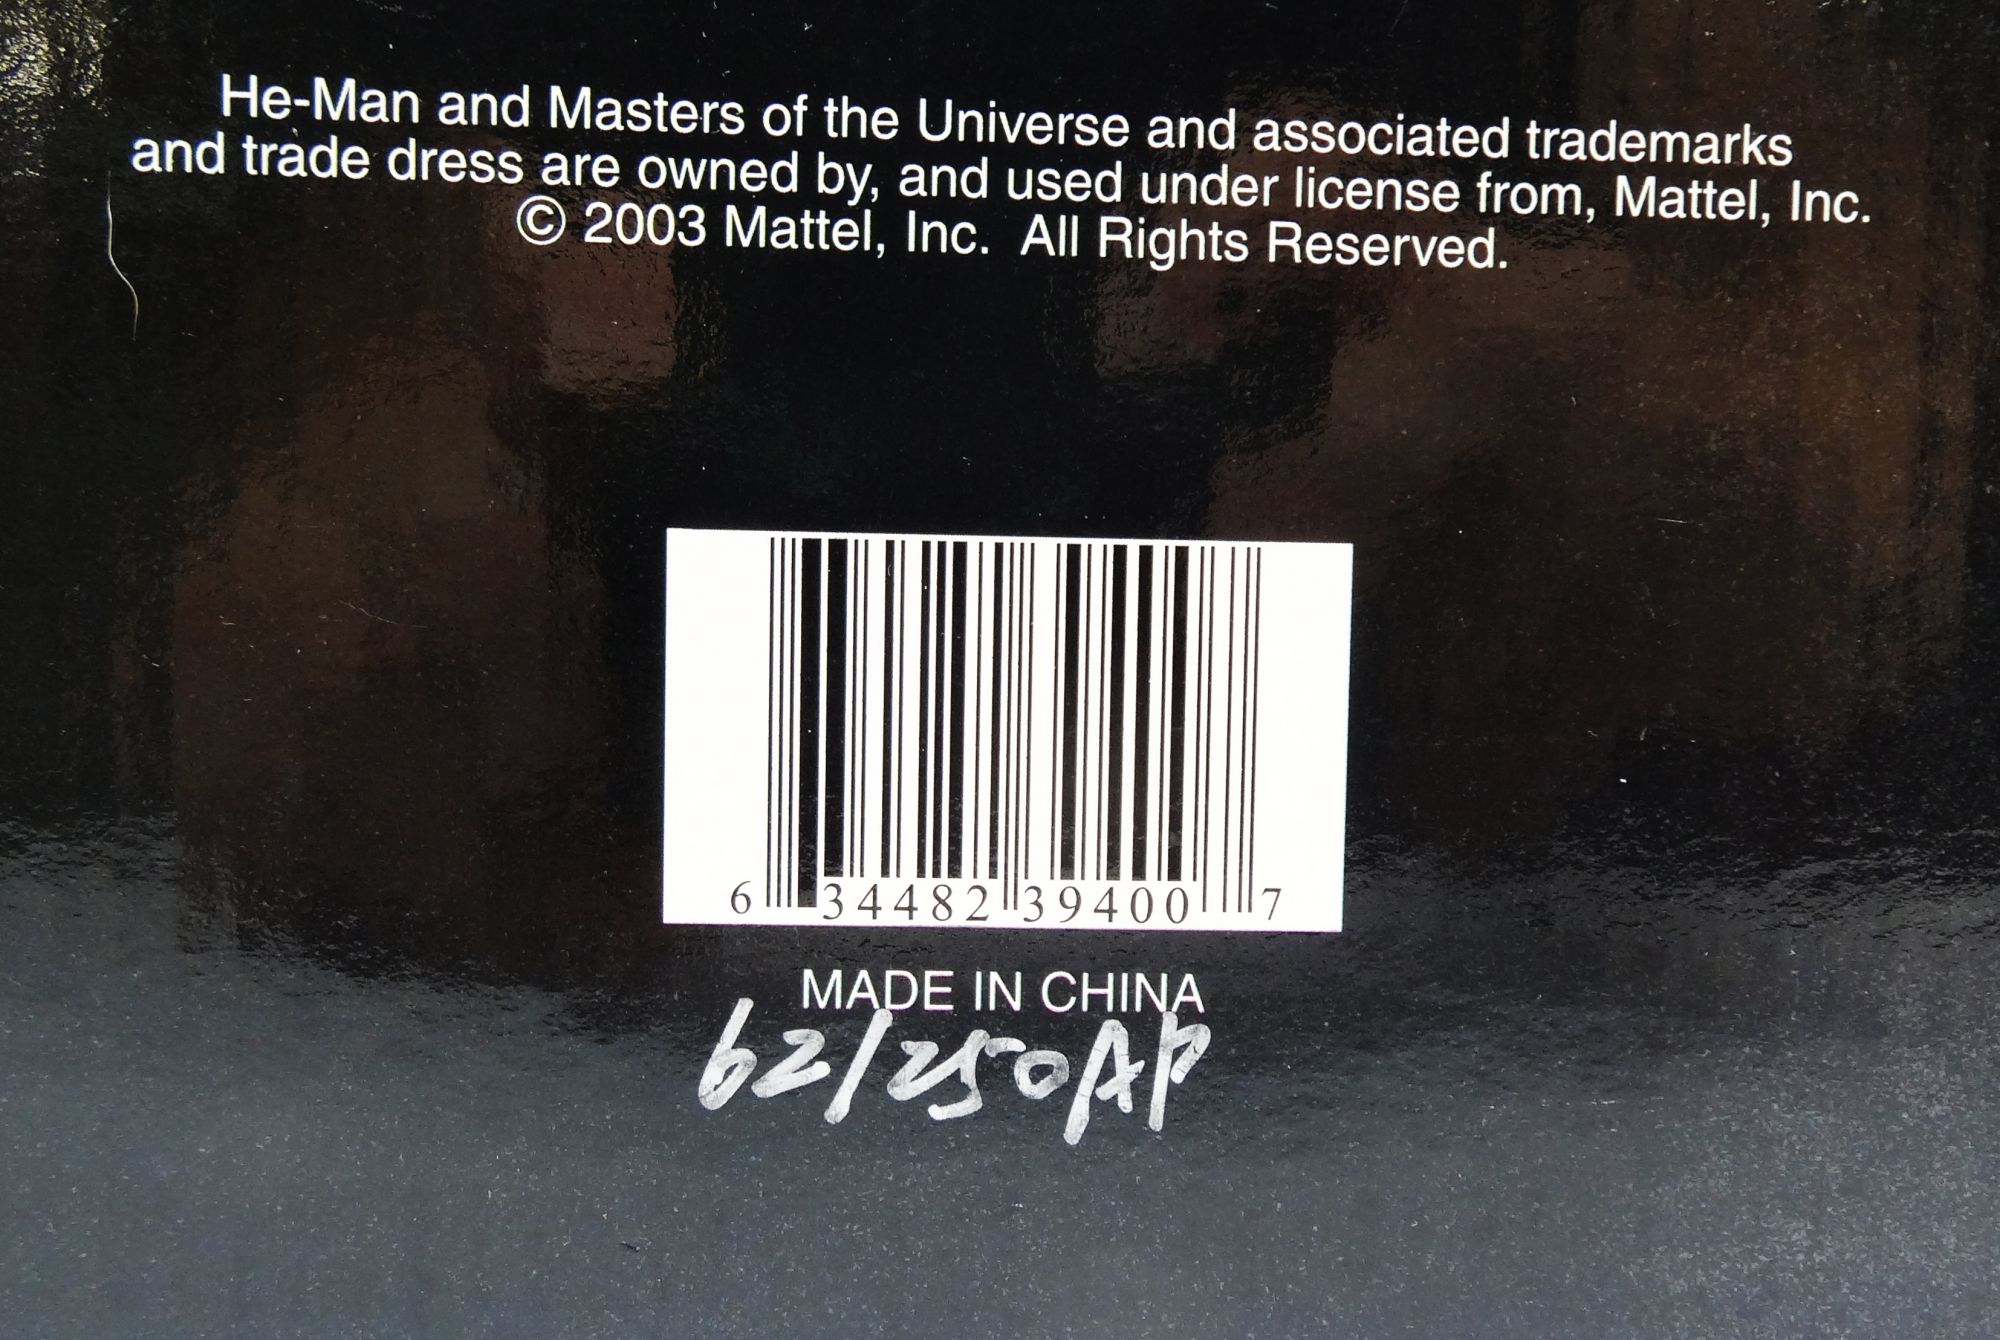 He-Man and Masters of the Universe and associated trademarks
and trade dress are owned by, and used under license from, Mattel, Inc.
© 2003 Mattel, Inc. All Rights Reserved.
6 34482 39400 7
MADE IN CHINA
62/250AP